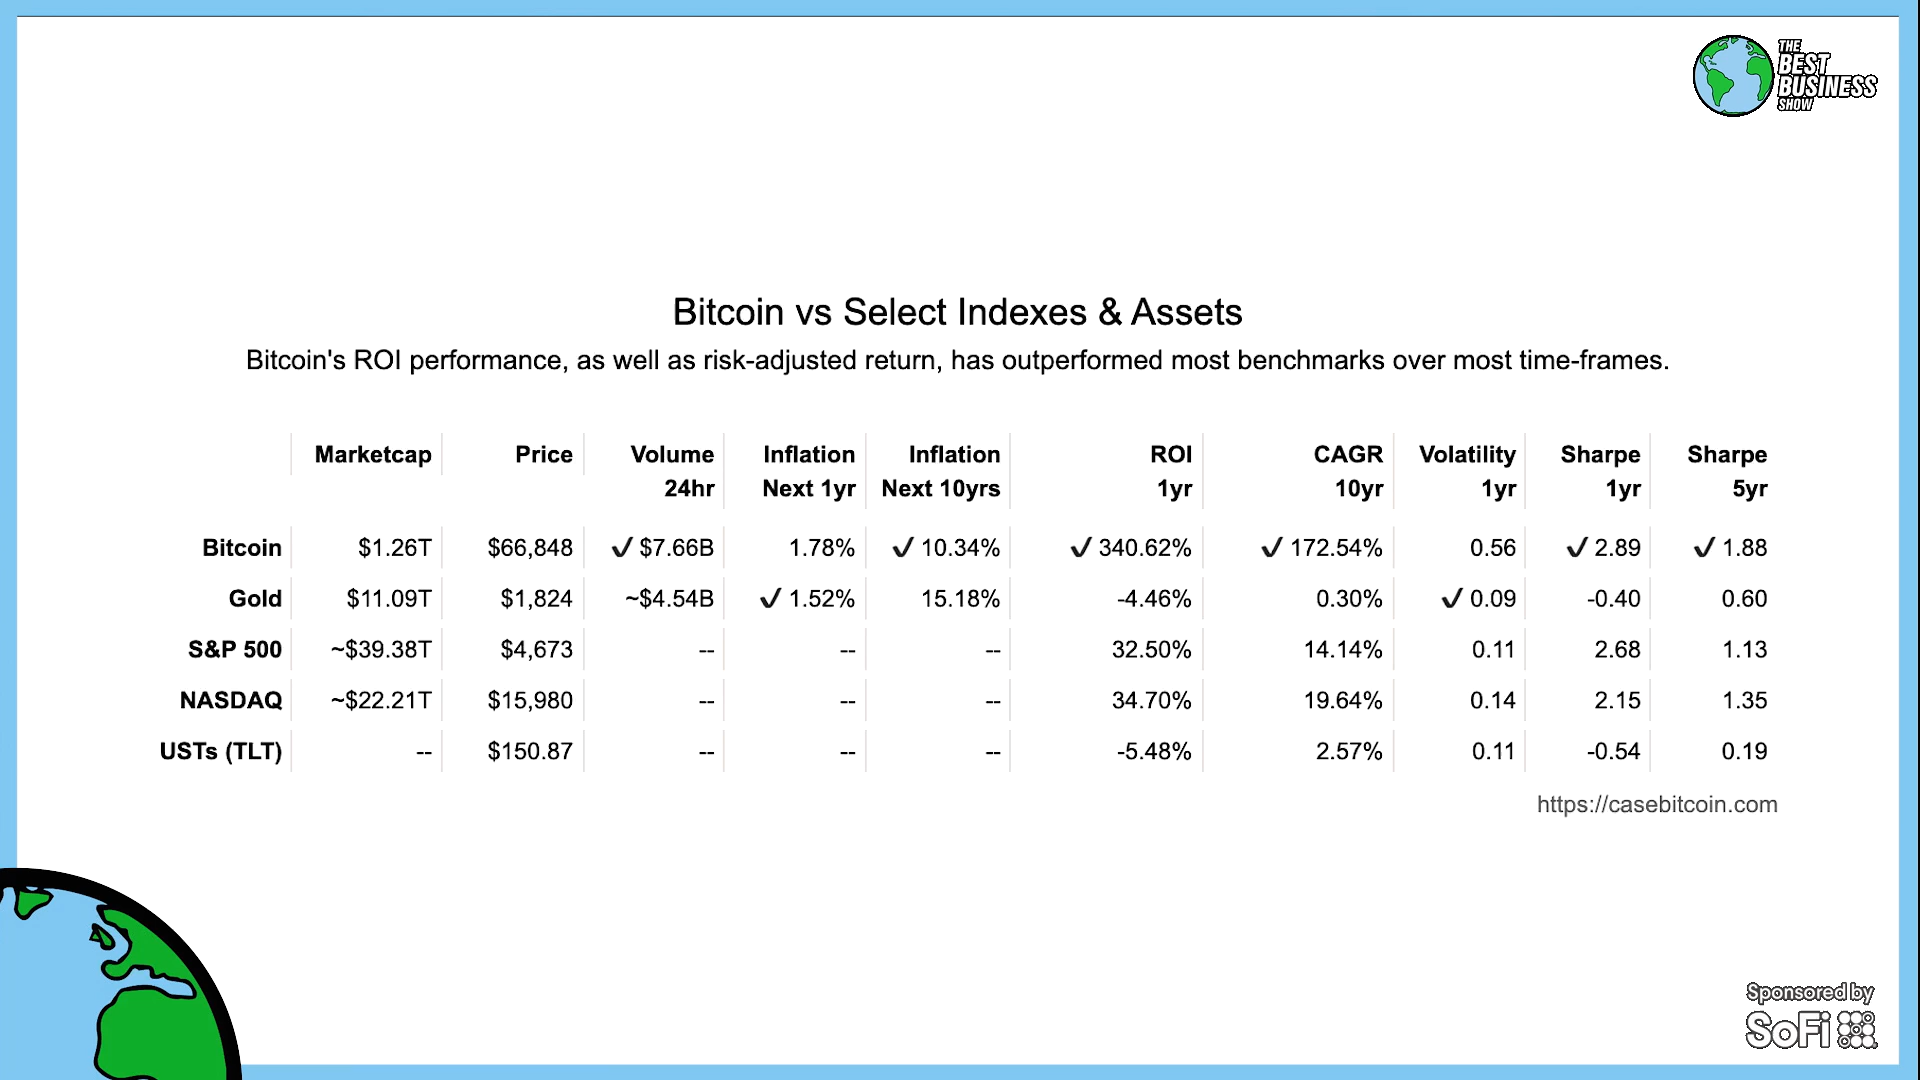 THE
BEST
BUSINESS
SHOW
Bitcoin vs Select Indexes & Assets
Bitcoin's ROI performance, as well as risk-adjusted return, has outperformed most benchmarks over most time-frames.
Marketcap Price Volume 24hr Inflation Next 1yr Inflation Next 10yrs ROI 1yr CAGR 10yr Volatility 1yr Sharpe 1yr Sharpe 5yr
Bitcoin $1.26T $66,848 ✓ $7.66B 1.78% ✓ 10.34% ✓ 340.62% ✓ 172.54% 0.56 ✓ 2.89 ✓ 1.88
Gold $11.09T $1,824 ~$4.54B ✓ 1.52% 15.18% -4.46% 0.30% ✓ 0.09 -0.40 0.60
S&P 500 ~$39.38T $4,673 -- -- -- 32.50% 14.14% 0.11 2.68 1.13
NASDAQ ~$22.21T $15,980 -- -- -- 34.70% 19.64% 0.14 2.15 1.35
USTs (TLT) -- $150.87 -- -- -- -5.48% 2.57% 0.11 -0.54 0.19
https://casebitcoin.com
Sponsored by
SoFi